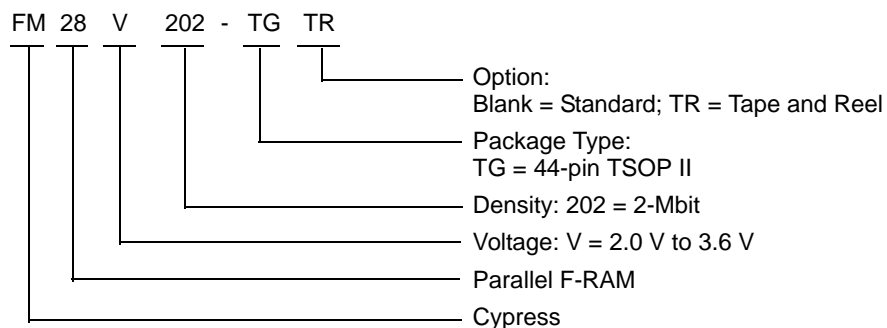 FM 28 V 202 - TG TR
Option:
Blank = Standard; TR = Tape and Reel
Package Type:
TG = 44-pin TSOP II
Density: 202 = 2-Mbit
Voltage: V = 2.0 V to 3.6 V
Parallel F-RAM
Cypress